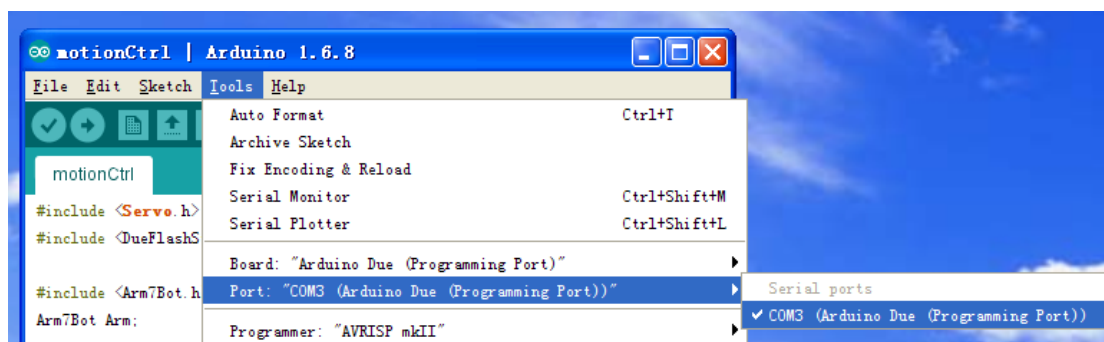 motionCtrl | Arduino 1.6.8
File Edit Sketch Tools Help
Auto Format Ctrl+T
Archive Sketch
Fix Encoding & Reload
motionCtrl
Serial Monitor Ctrl+Shift+M
#include <Servo.h>
Serial Plotter Ctrl+Shift+L
#include <DueFlashS
Board: "Arduino Due (Programming Port)"
#include <Arm7Bot.h
Port: "COM3 (Arduino Due (Programming Port))"
Serial ports
COM3 (Arduino Due (Programming Port))
Arm7Bot Arm;
Programmer: "AVRISP mkII"